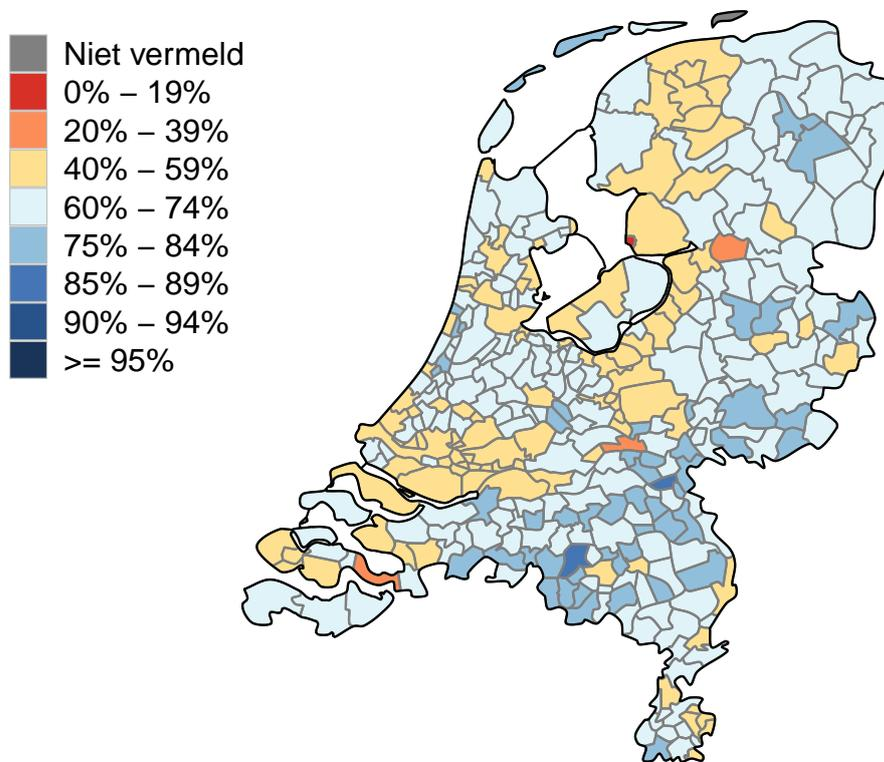 Niet vermeld
0% – 19%
20% – 39%
40% – 59%
60% – 74%
75% – 84%
85% – 89%
90% – 94%
>= 95%